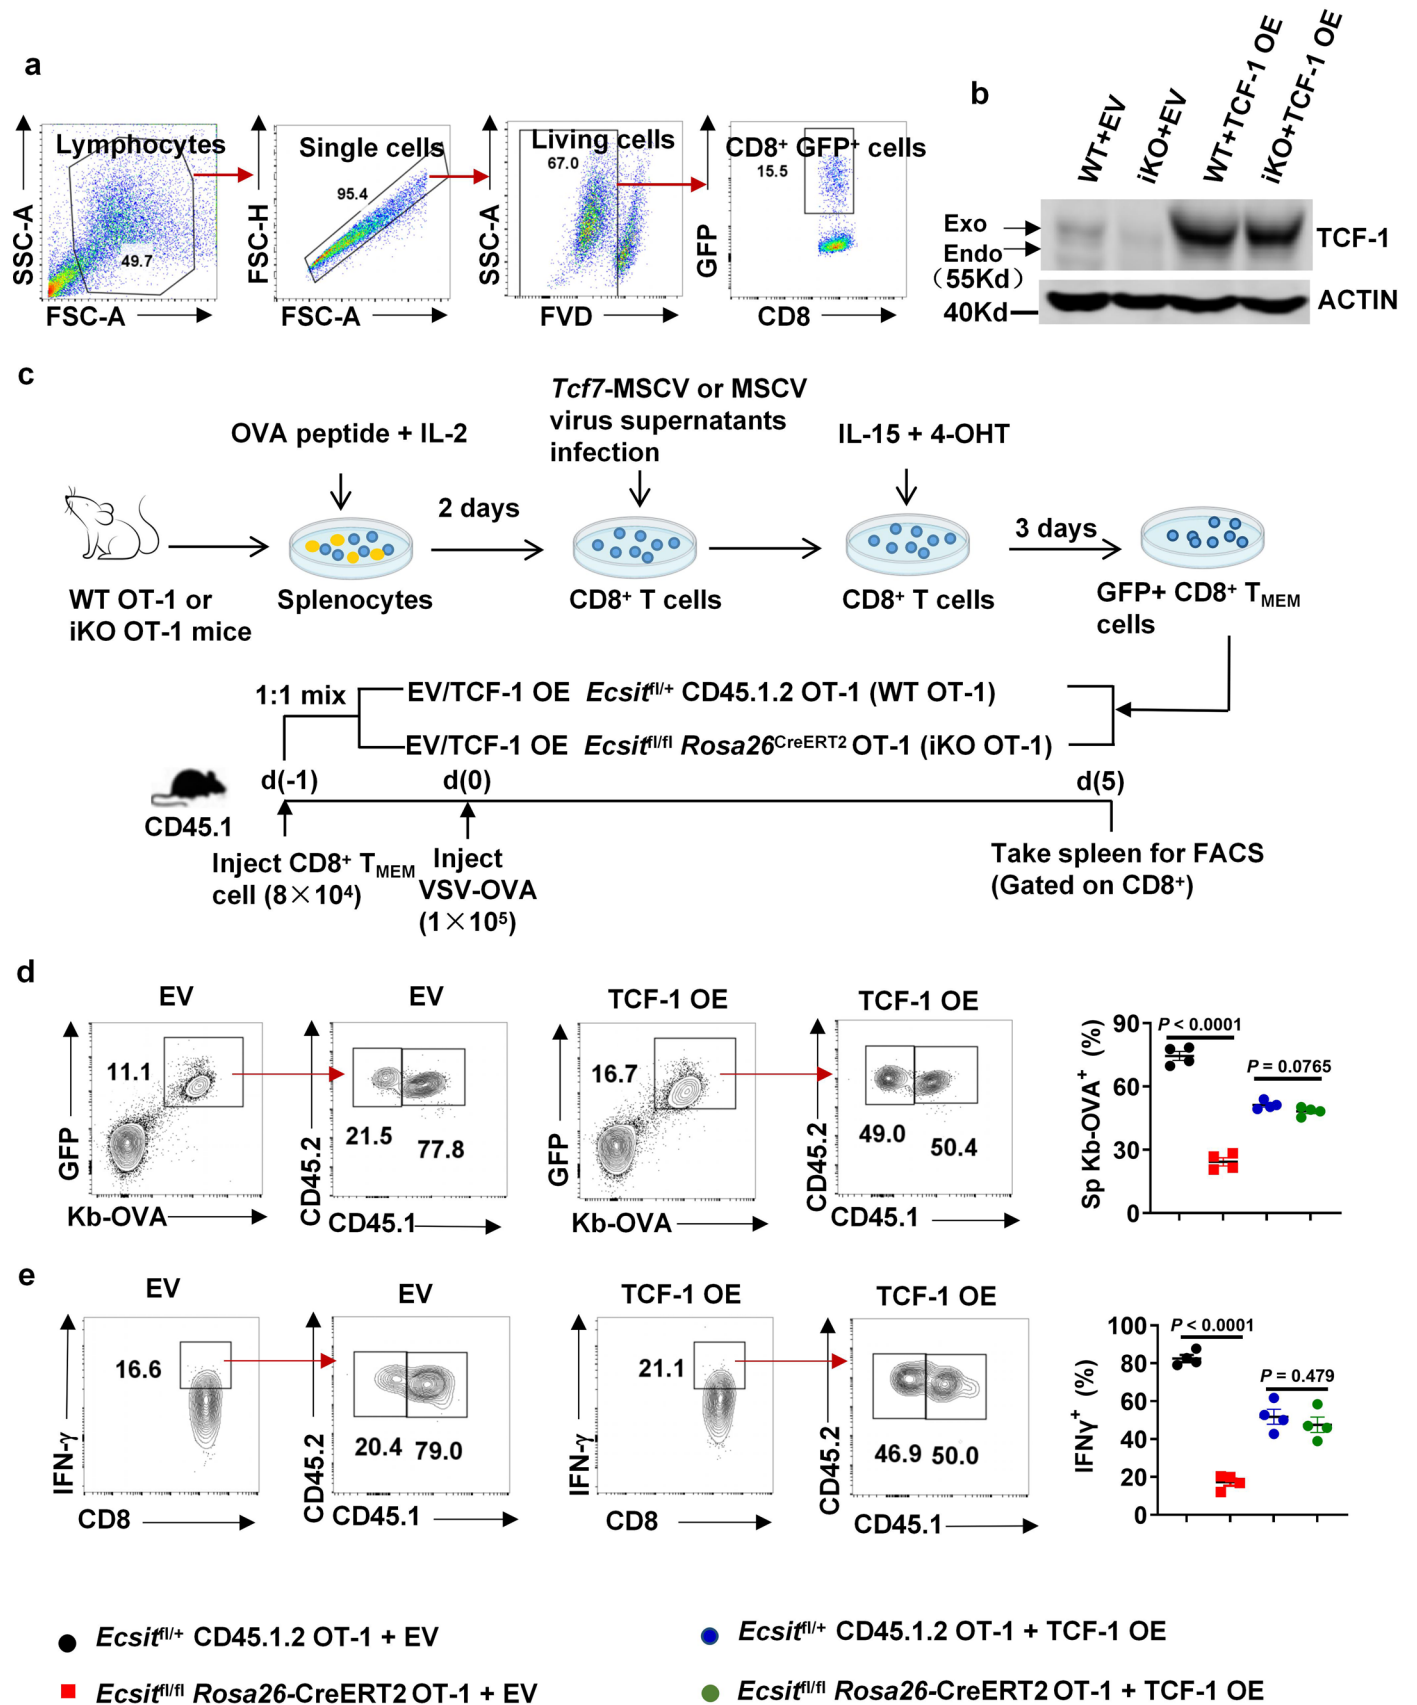 a
Lymphocytes
49.7
SSC-A
FSC-A
Single cells
95.4
FSC-H
FSC-A
Living cells
67.0
SSC-A
FVD
CD8⁺ GFP⁺ cells
15.5
GFP
CD8
b
WT+EV
iKO+EV
WT+TCF-1 OE
iKO+TCF-1 OE
Exo
Endo
(55Kd)
40Kd
TCF-1
ACTIN
c
OVA peptide + IL-2
Tcf7-MSCV or MSCV
virus supernatants
infection
IL-15 + 4-OHT
2 days
3 days
WT OT-1 or
iKO OT-1 mice
Splenocytes
CD8⁺ T cells
CD8⁺ T cells
GFP+ CD8⁺ TMEM
cells
1:1 mix
EV/TCF-1 OE Ecsitfl/+ CD45.1.2 OT-1 (WT OT-1)
EV/TCF-1 OE Ecsitfl/fl Rosa26CreERT2 OT-1 (iKO OT-1)
d(-1)
d(0)
d(5)
CD45.1
Inject CD8⁺ TMEM
cell (8×10⁴)
Inject
VSV-OVA
(1×10⁵)
Take spleen for FACS
(Gated on CD8⁺)
d
EV
11.1
GFP
Kb-OVA
EV
21.5
77.8
CD45.2
CD45.1
TCF-1 OE
16.7
GFP
Kb-OVA
TCF-1 OE
49.0
50.4
CD45.2
CD45.1
Sp Kb-OVA⁺ (%)
90
60
30
0
P < 0.0001
P = 0.0765
e
EV
16.6
IFN-γ
CD8
EV
20.4
79.0
CD45.2
CD45.1
TCF-1 OE
21.1
IFN-γ
CD8
TCF-1 OE
46.9
50.0
CD45.2
CD45.1
IFNγ⁺ (%)
100
80
60
40
20
0
P < 0.0001
P = 0.479
Ecsitfl/+ CD45.1.2 OT-1 + EV
Ecsitfl/+ CD45.1.2 OT-1 + TCF-1 OE
Ecsitfl/fl Rosa26-CreERT2 OT-1 + EV
Ecsitfl/fl Rosa26-CreERT2 OT-1 + TCF-1 OE